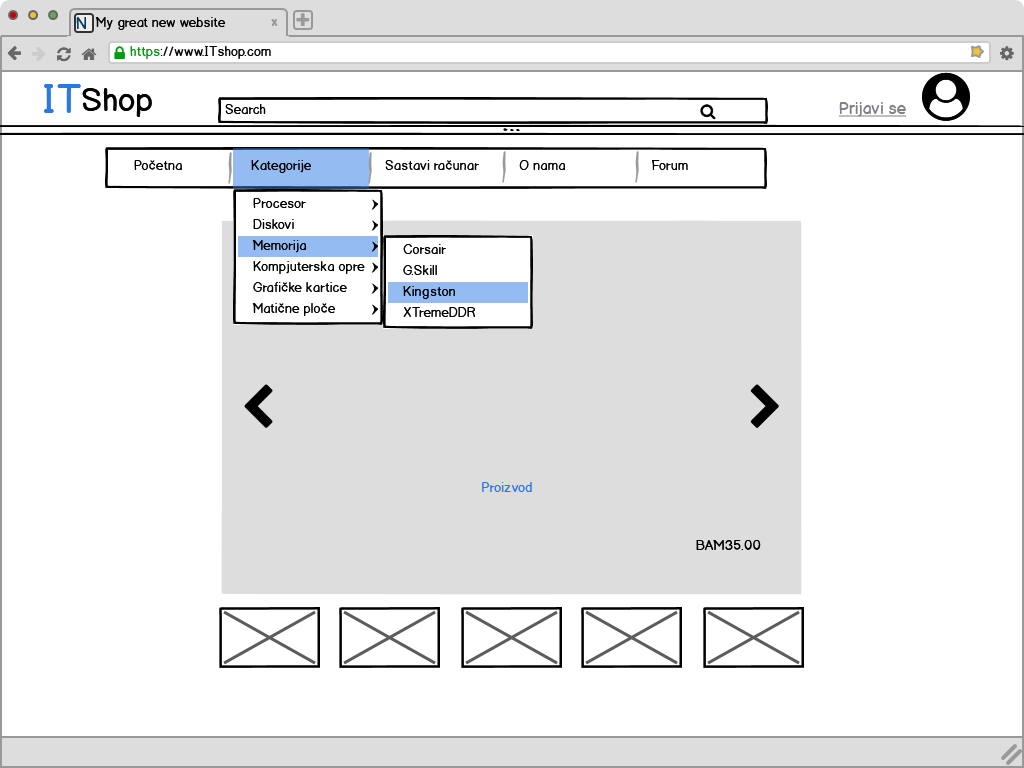 N My great new website x
https://www.ITshop.com
ITShop
Search
Prijavi se
Početna Kategorije Sastavi računar O nama Forum
Procesor
Diskovi
Memorija
Kompjuterska opre
Grafičke kartice
Matične ploče
Corsair
G.Skill
Kingston
XTremeDDR
Proizvod
BAM35.00